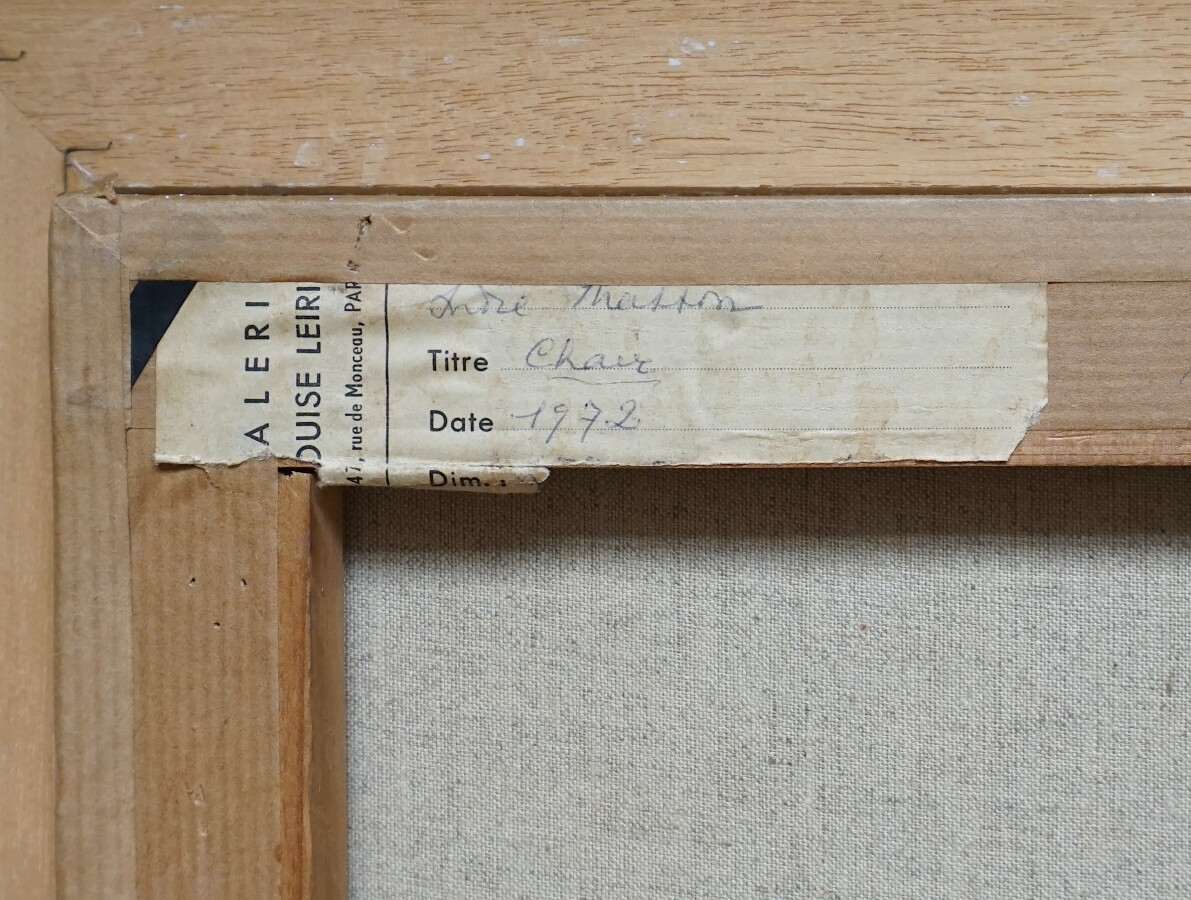 ALERI
OUISE LEIRI
47, rue de Monceau, PAR
André Masson
Titre Chair
Date 1972
Dim. :